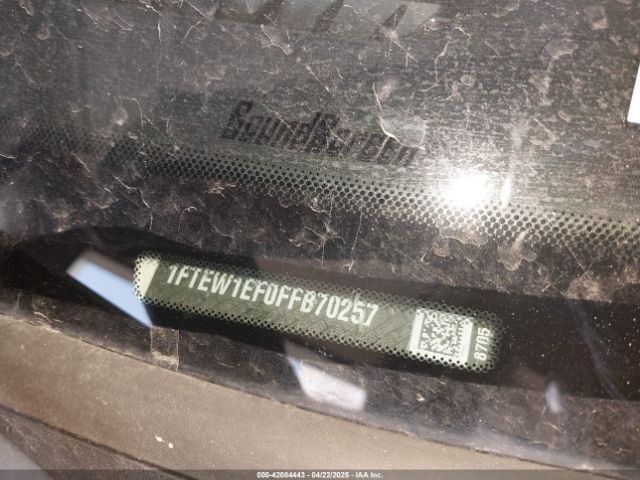 SoundScreen
1FTEW1EF0FFB70257
8705
000-42084443 - 04/22/2025 - IAA Inc.